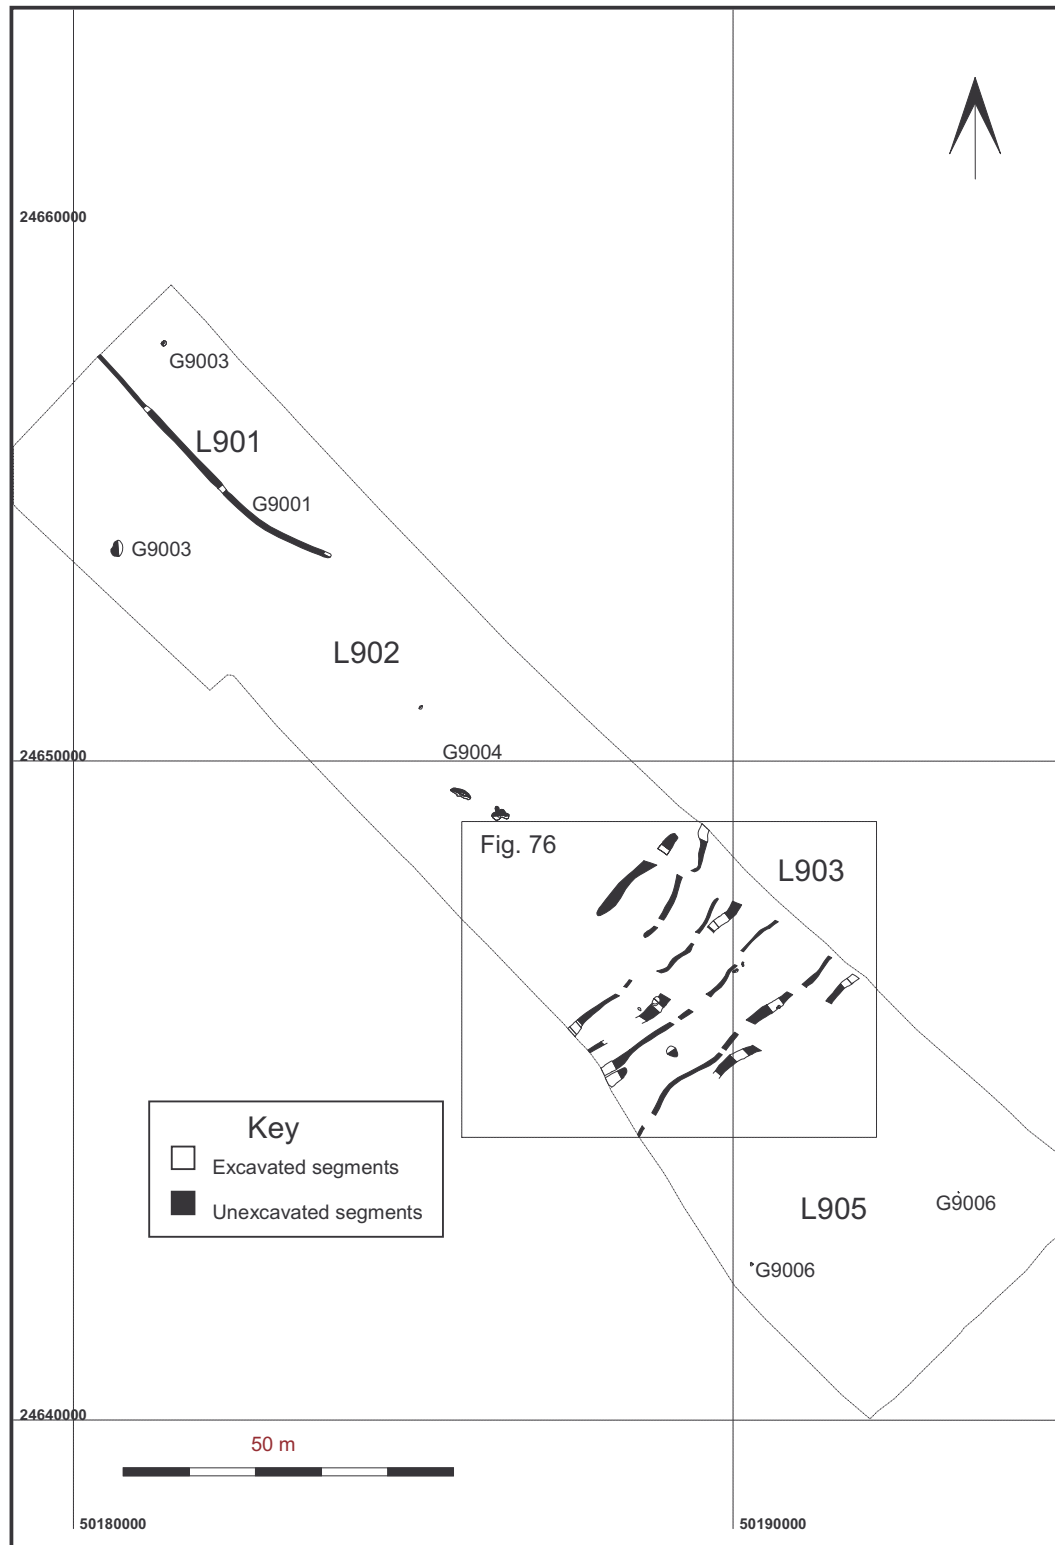 24660000
G9003
L901
G9001
G9003
L902
G9004
24650000
Fig. 76
L903
Key
Excavated segments
Unexcavated segments
L905
G9006
G9006
24640000
50 m
50180000
50190000